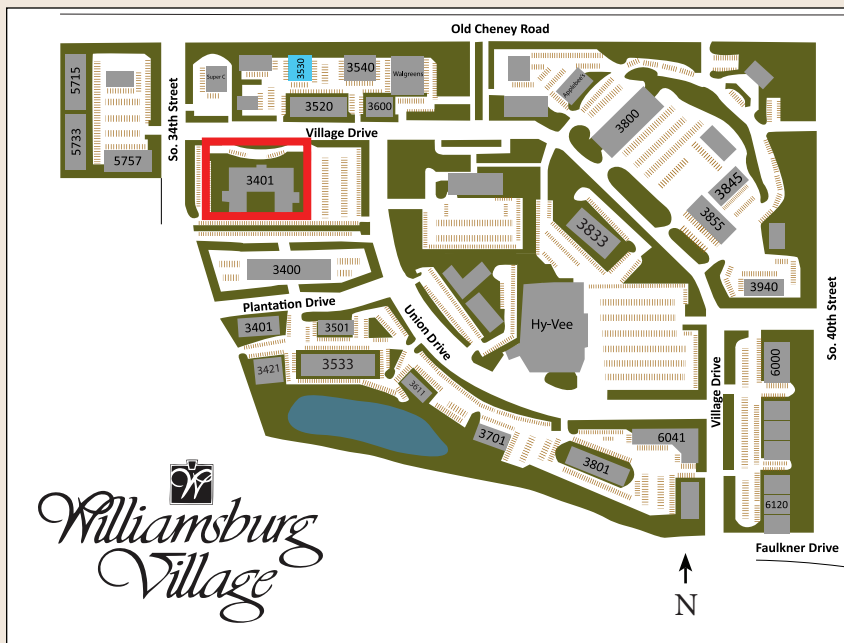 Old Cheney Road
5715
5733
5757
So. 34th Street
Super C
3530
3540
Walgreens
3520
3600
Village Drive
Applebee's
3800
3845
3855
3833
3940
So. 40th Street
3401
3400
Plantation Drive
3401
3501
3421
3533
3611
Union Drive
Hy-Vee
3701
3801
6041
Village Drive
6000
6120
Faulkner Drive
N
W
Williamsburg
Village